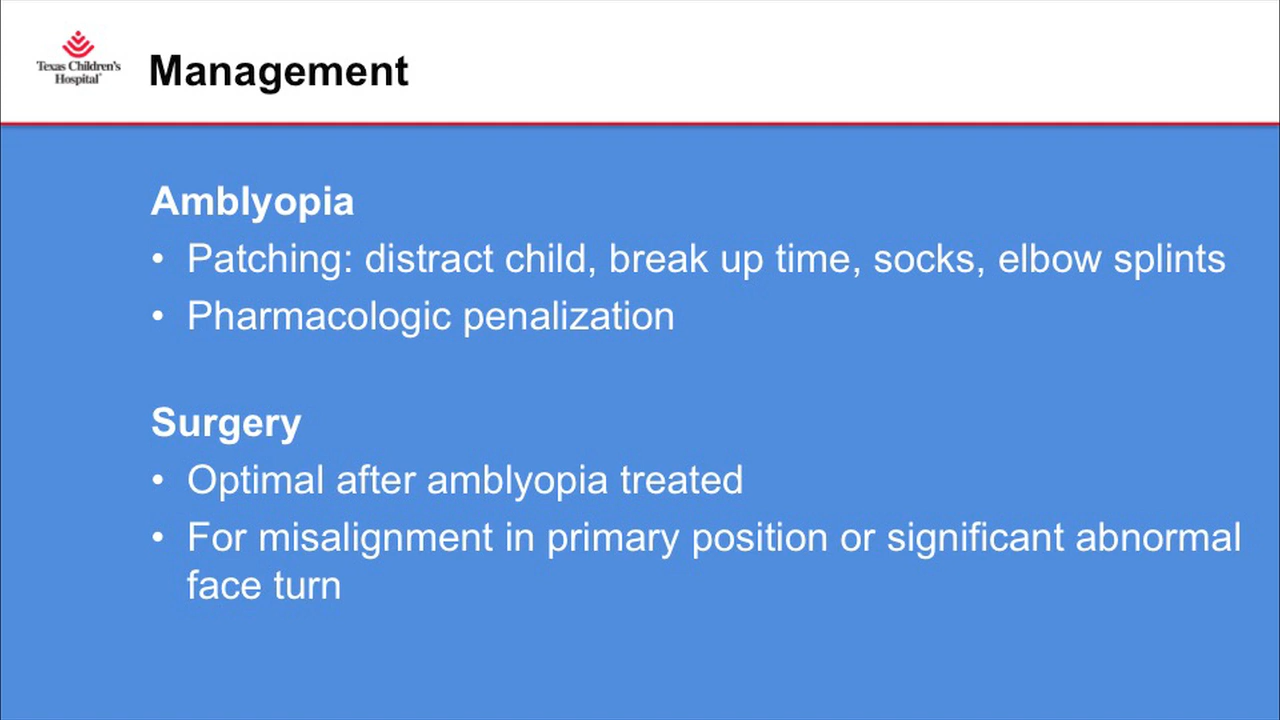 Texas Children's
Hospital
Management
Amblyopia
• Patching: distract child, break up time, socks, elbow splints
• Pharmacologic penalization
Surgery
• Optimal after amblyopia treated
• For misalignment in primary position or significant abnormal
face turn